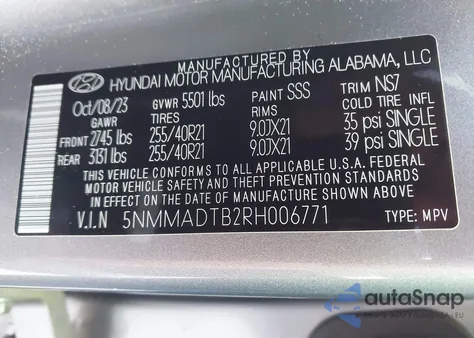 MANUFACTURED BY
HYUNDAI MOTOR MANUFACTURING ALABAMA, LLC
Oct/08/23 GVWR 5501 lbs PAINT SSS TRIM NS7
GAWR TIRES RIMS COLD TIRE INFL
FRONT 2745 lbs 255/40R21 9.0JX21 35 psi SINGLE
REAR 3131 lbs 255/40R21 9.0JX21 39 psi SINGLE
THIS VEHICLE CONFORMS TO ALL APPLICABLE U.S.A. FEDERAL
MOTOR VEHICLE SAFETY AND THEFT PREVENTION STANDARDS IN
EFFECT ON THE DATE OF MANUFACTURE SHOWN ABOVE.
V.I.N 5NMMADTB2RH006771 TYPE: MPV
autoSnap